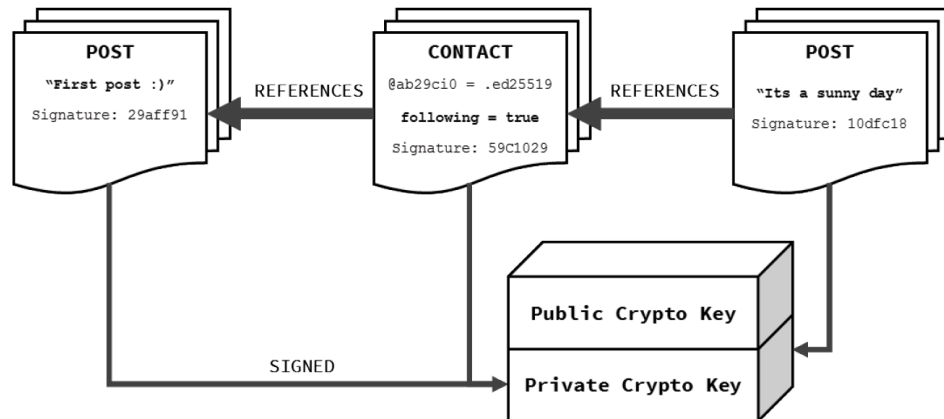 POST
“First post :)”
Signature: 29aff91
REFERENCES
CONTACT
@ab29ci0 = .ed25519
following = true
Signature: 59C1029
REFERENCES
POST
“Its a sunny day”
Signature: 10dfc18
Public Crypto Key
SIGNED
Private Crypto Key